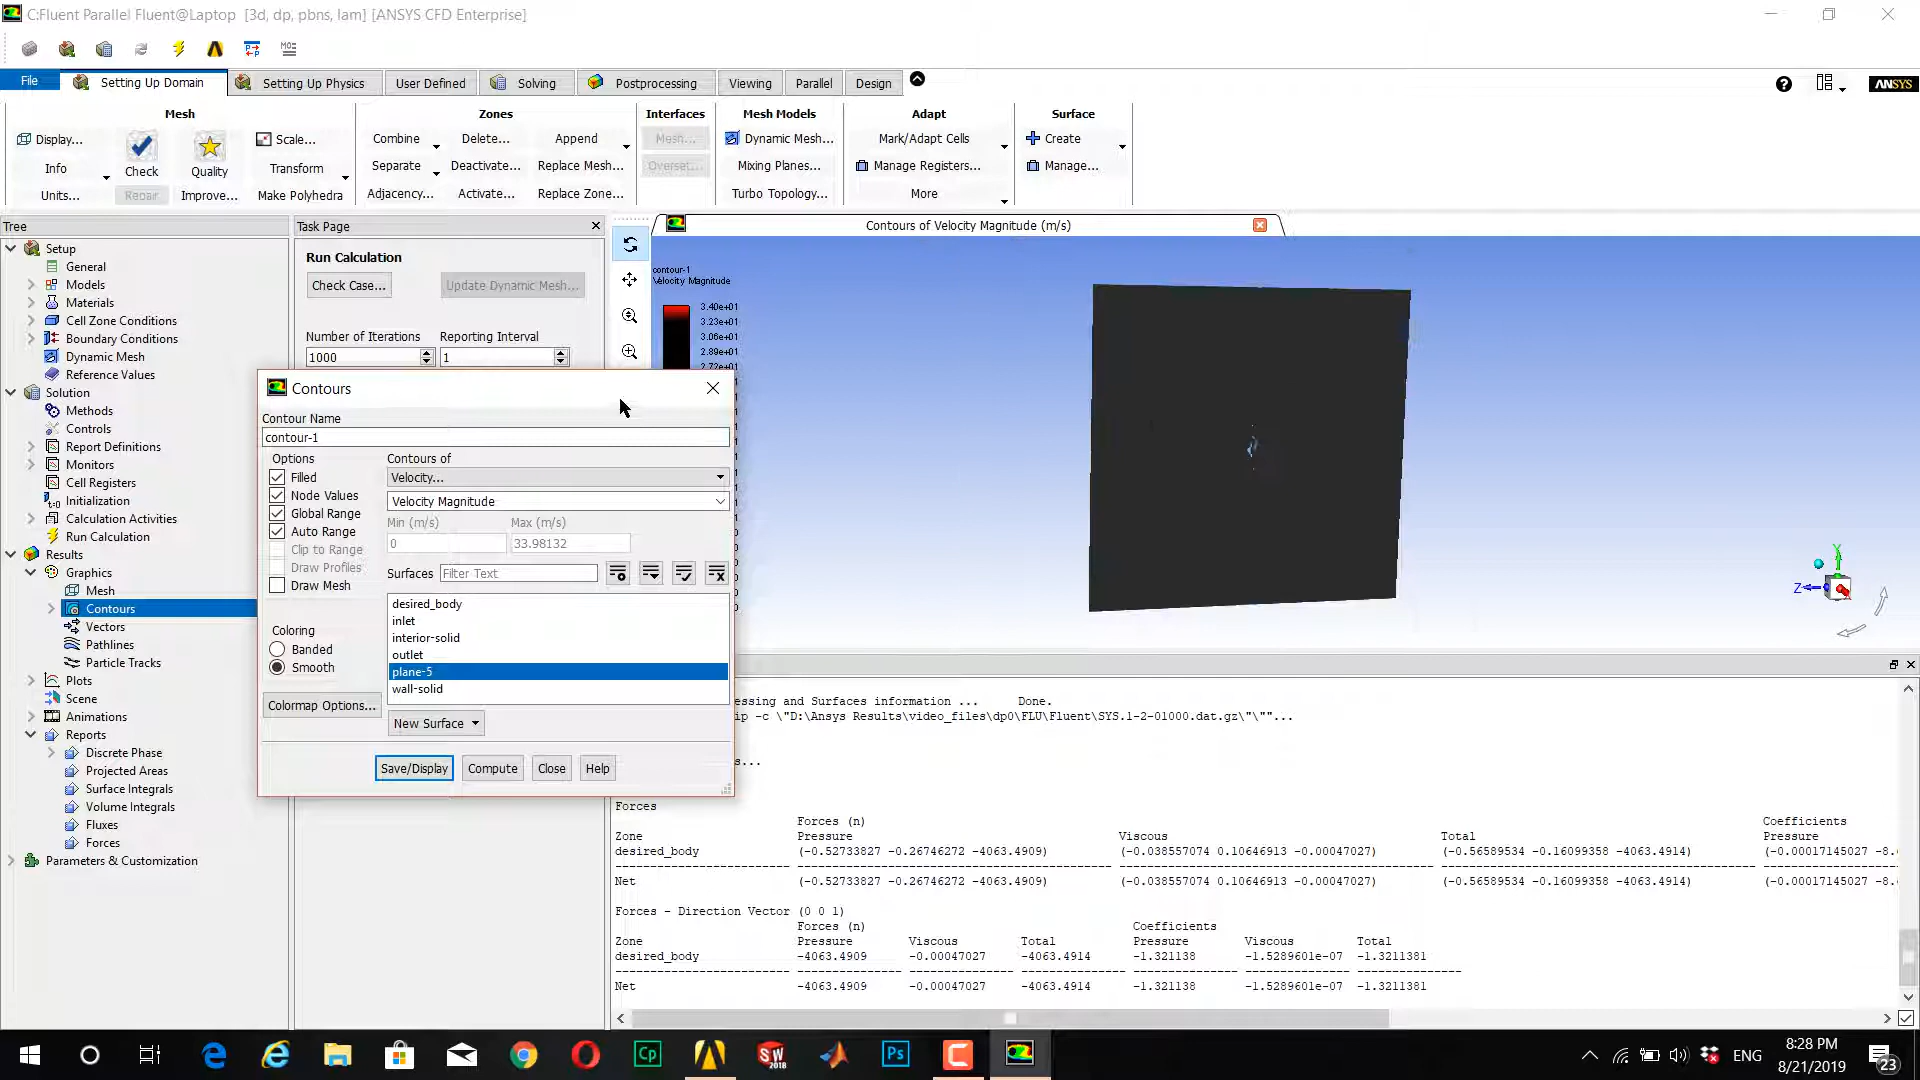 C:Fluent Parallel Fluent@Laptop [3d, dp, pbns, lam] [ANSYS CFD Enterprise]
File
Setting Up Domain
Setting Up Physics
User Defined
Solving
Postprocessing
Viewing
Parallel
Design
ANSYS
Mesh
Display...
Info
Units...
Check
Repair
Quality
Improve...
Scale...
Transform
Make Polyhedra
Zones
Combine
Separate
Adjacency...
Delete...
Deactivate...
Activate...
Append
Replace Mesh...
Replace Zone...
Interfaces
Mesh...
Overset...
Mesh Models
Dynamic Mesh...
Mixing Planes...
Turbo Topology...
Adapt
Mark/Adapt Cells
Manage Registers...
More
Surface
Create
Manage...
Tree
Setup
General
Models
Materials
Cell Zone Conditions
Boundary Conditions
Dynamic Mesh
Reference Values
Solution
Methods
Controls
Report Definitions
Monitors
Cell Registers
Initialization
Calculation Activities
Run Calculation
Results
Graphics
Mesh
Contours
Vectors
Pathlines
Particle Tracks
Plots
Scene
Animations
Reports
Discrete Phase
Projected Areas
Surface Integrals
Volume Integrals
Fluxes
Forces
Parameters & Customization
Task Page
Run Calculation
Check Case...
Update Dynamic Mesh...
Number of Iterations
Reporting Interval
1000
1
Contours
Contour Name
contour-1
Options
Filled
Node Values
Global Range
Auto Range
Clip to Range
Draw Profiles
Draw Mesh
Coloring
Banded
Smooth
Colormap Options...
Contours of
Velocity...
Velocity Magnitude
Min (m/s)
Max (m/s)
0
33.98132
Surfaces
Filter Text
desired_body
inlet
interior-solid
outlet
plane-5
wall-solid
New Surface
Save/Display
Compute
Close
Help
Contours of Velocity Magnitude (m/s)
contour-1
Velocity Magnitude
3.40e+01
3.23e+01
3.06e+01
2.89e+01
Y
Z
essing and Surfaces information ... Done.
ip -c \"D:\Ansys Results\video_files\dp0\FLU\Fluent\SYS.1-2-01000.dat.gz\"\""...
s...
Forces
Forces (n) Coefficients
Zone Pressure Viscous Total Pressure
desired_body (-0.52733827 -0.26746272 -4063.4909) (-0.038557074 0.10646913 -0.00047027) (-0.56589534 -0.16099358 -4063.4914) (-0.00017145027 -8.
Net (-0.52733827 -0.26746272 -4063.4909) (-0.038557074 0.10646913 -0.00047027) (-0.56589534 -0.16099358 -4063.4914) (-0.00017145027 -8.
Forces - Direction Vector (0 0 1)
Forces (n) Coefficients
Zone Pressure Viscous Total Pressure Viscous Total
desired_body -4063.4909 -0.00047027 -4063.4914 -1.321138 -1.5289601e-07 -1.3211381
Net -4063.4909 -0.00047027 -4063.4914 -1.321138 -1.5289601e-07 -1.3211381
Cp
SW
2018
Ps
ENG
8:28 PM
8/21/2019
23